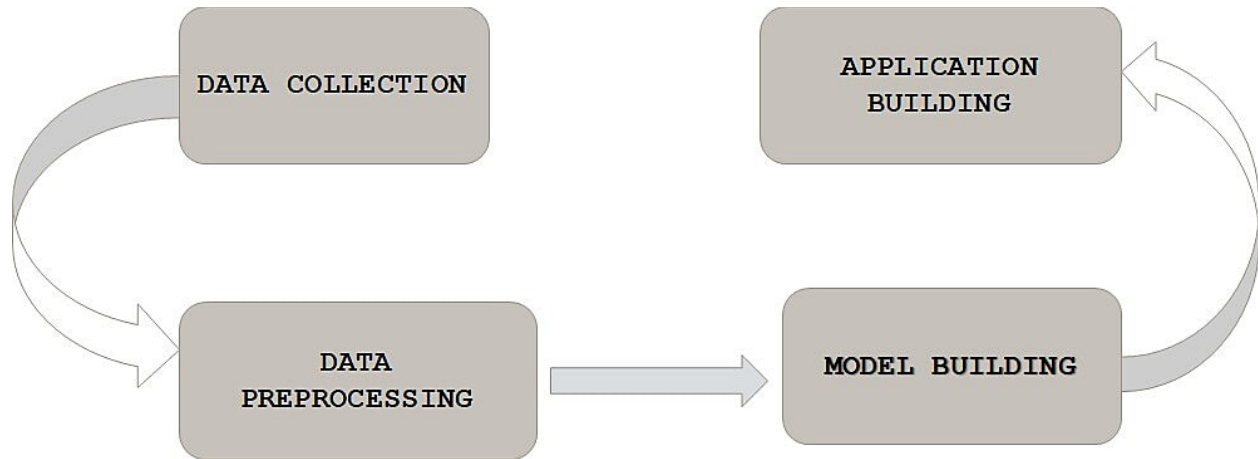 DATA COLLECTION
APPLICATION
BUILDING
DATA
PREPROCESSING
MODEL BUILDING